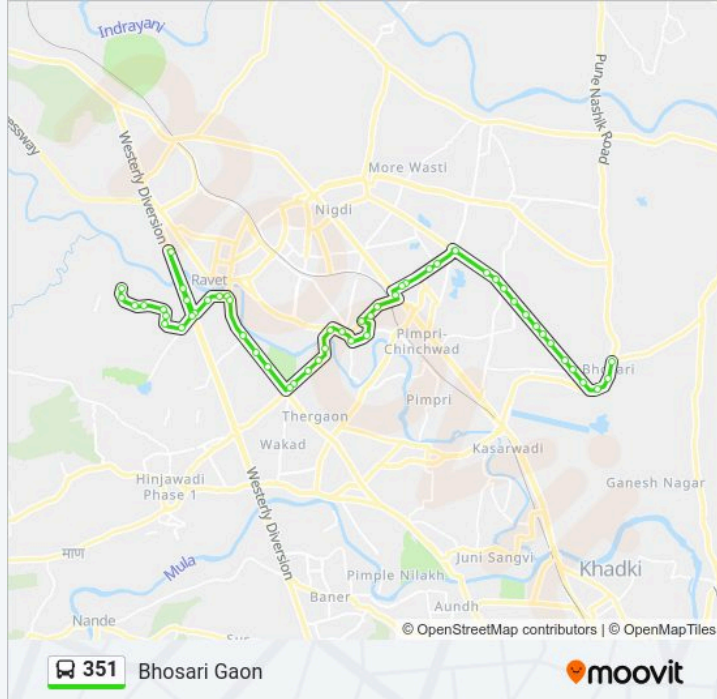 Indrayani
essway
Westerly Diversion
Pune Nashik Road
More Wasti
Nigdi
Ravet
Pimpri-
Chinchwad
Bhosari
Pimpri
Thergaon
Wakad
Kasarwadi
Hinjawadi
Phase 1
Westerly Diversion
Ganesh Nagar
माण
Mula
Juni Sangvi
Khadki
Pimple Nilakh
Baner
Aundh
Nande
© OpenStreetMap contributors | © OpenMapTiles
351 Bhosari Gaon
moovit